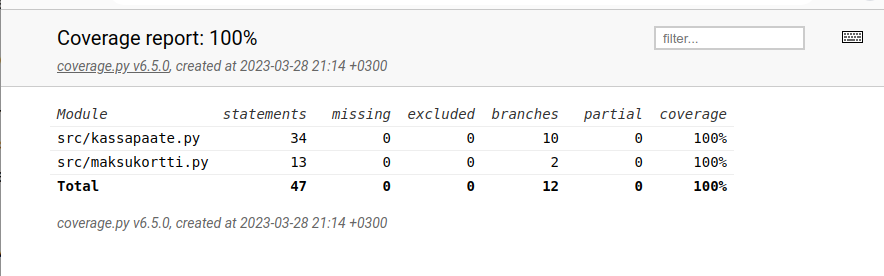 Coverage report: 100%
filter...
coverage.py v6.5.0, created at 2023-03-28 21:14 +0300
Module statements missing excluded branches partial coverage
src/kassapaate.py 34 0 0 10 0 100%
src/maksukortti.py 13 0 0 2 0 100%
Total 47 0 0 12 0 100%
coverage.py v6.5.0, created at 2023-03-28 21:14 +0300